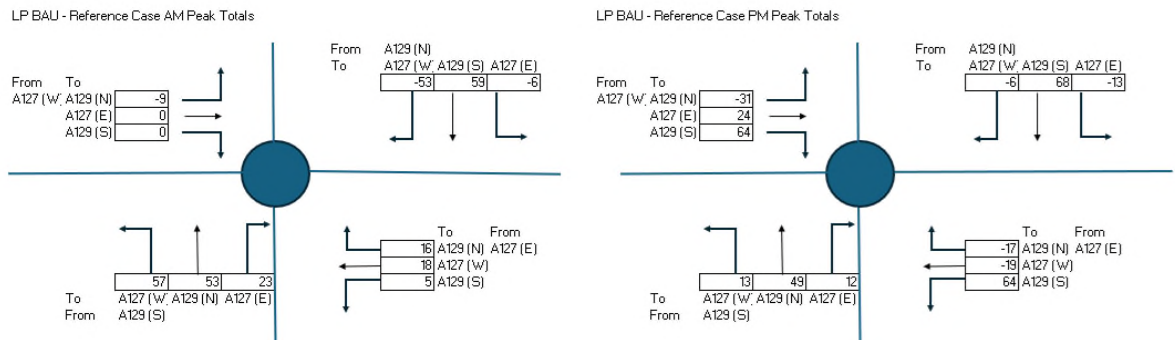 LP BAU - Reference Case AM Peak Totals
From A129 (N)
To A127 (W, A129 (S) A127 (E)
-53 59 -6
From To
A127 (W, A129 (N) -9
A127 (E) 0
A129 (S) 0
To From
16 A129 (N) A127 (E)
18 A127 (W)
5 A129 (S)
57 53 23
To A127 (W, A129 (N) A127 (E)
From A129 (S)
LP BAU - Reference Case PM Peak Totals
From A129 (N)
To A127 (W, A129 (S) A127 (E)
-6 68 -13
From To
A127 (W, A129 (N) -31
A127 (E) 24
A129 (S) 64
To From
-17 A129 (N) A127 (E)
-19 A127 (W)
64 A129 (S)
13 49 12
To A127 (W, A129 (N) A127 (E)
From A129 (S)